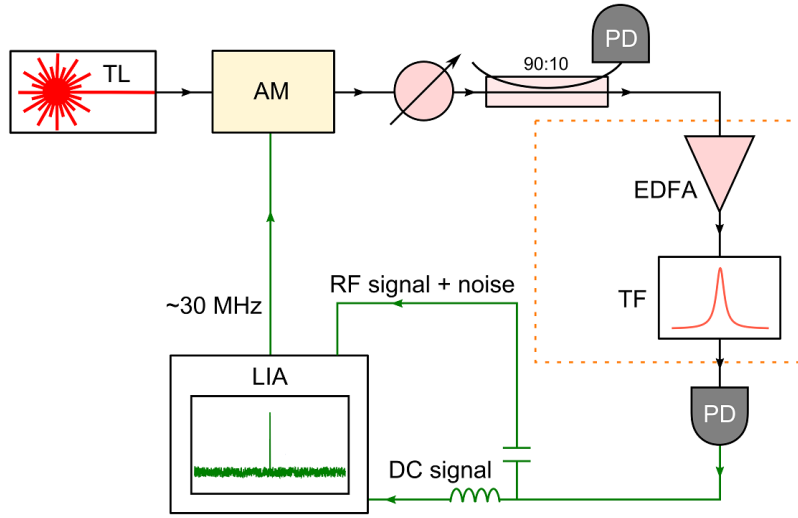 PD
TL
90:10
AM
EDFA
RF signal + noise
TF
~30 MHz
LIA
PD
DC signal